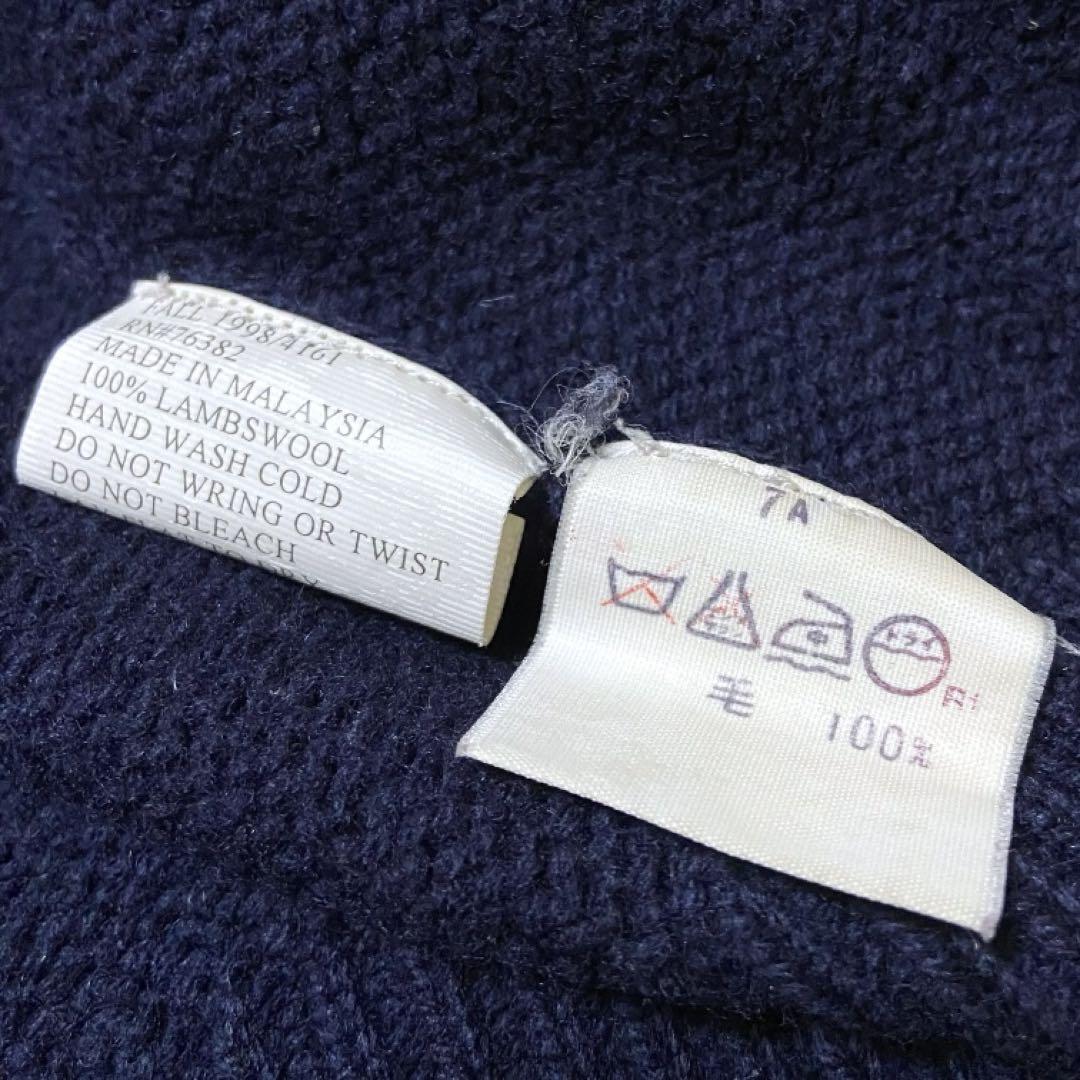 FALL 1998/A161
RN#76382
MADE IN MALAYSIA
100% LAMBSWOOL
HAND WASH COLD
DO NOT WRING OR TWIST
DO NOT BLEACH
7A
ドライ
毛 100%